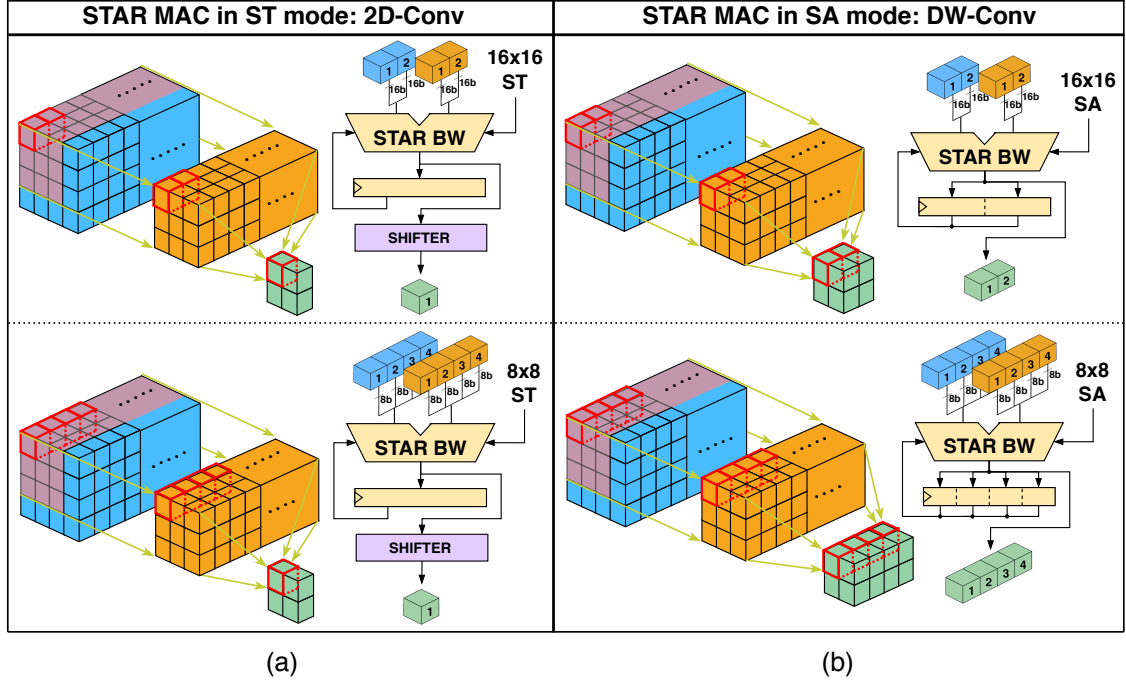 STAR MAC in ST mode: 2D-Conv
STAR MAC in SA mode: DW-Conv
.....
.....
.....
....
1 2 1 2
16b 16b 16b 16b
16x16
ST
STAR BW
SHIFTER
1
.....
.....
.....
....
1 2 1 2
16b 16b 16b 16b
16x16
SA
STAR BW
1 2
.....
.....
.....
....
1 2 3 4
1 2 3 4
8b 8b 8b 8b 8b 8b
8x8
ST
STAR BW
SHIFTER
1
.....
.....
.....
....
1 2 3 4
1 2 3 4
8b 8b 8b 8b 8b 8b
8x8
SA
STAR BW
1 2 3 4
(a)
(b)